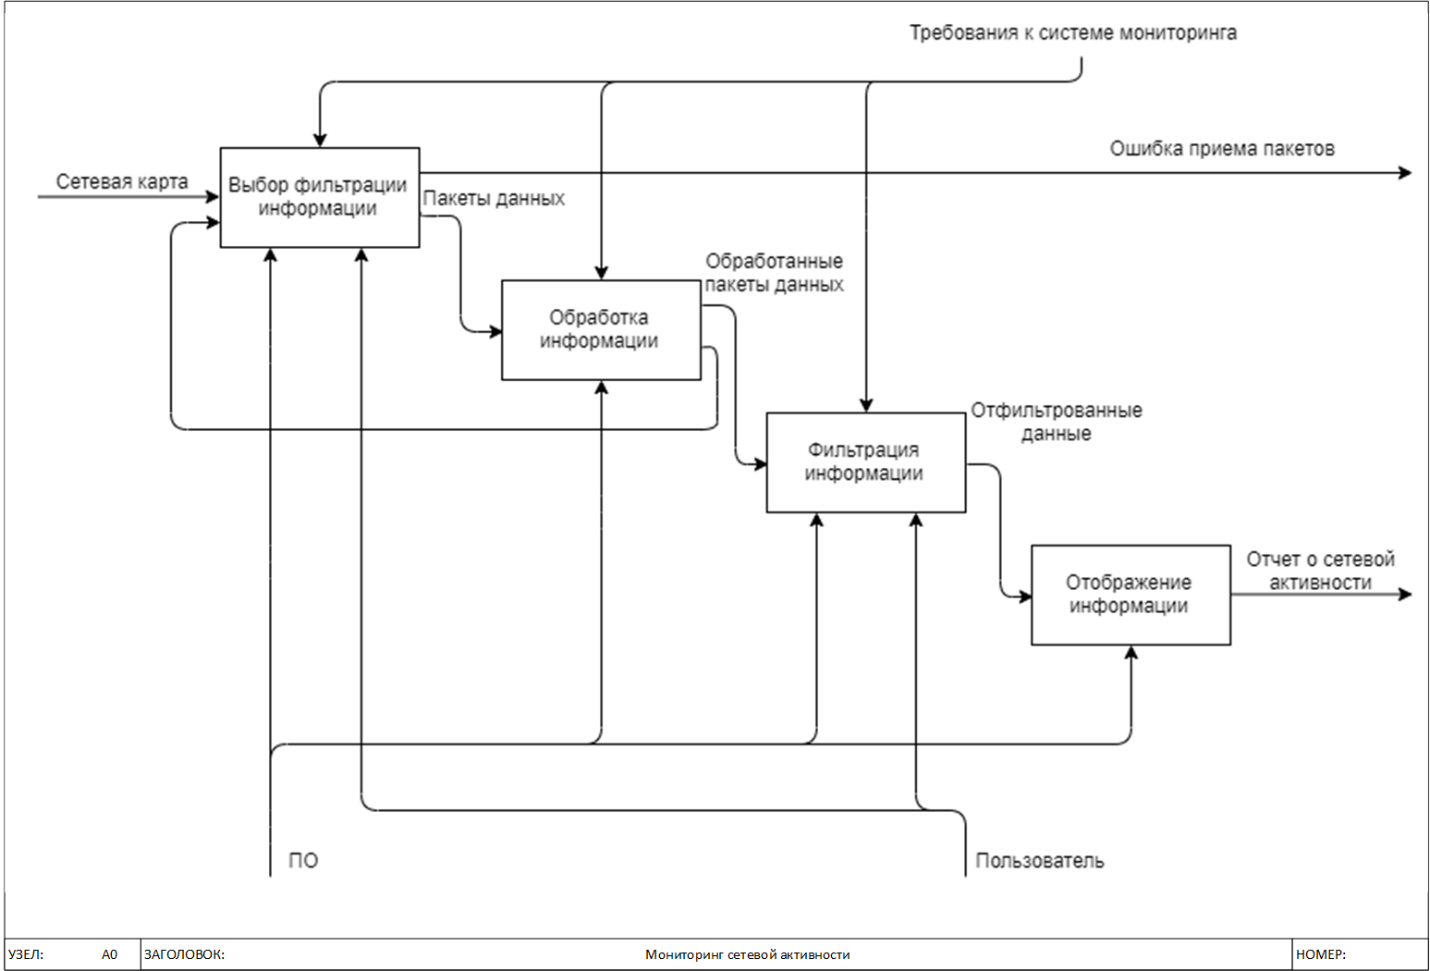 Требования к системе мониторинга
Ошибка приема пакетов
Сетевая карта
Выбор фильтрации
информации
Пакеты данных
Обработанные
пакеты данных
Обработка
информации
Отфильтрованные
данные
Фильтрация
информации
Отчет о сетевой
активности
Отображение
информации
ПО
Пользователь
УЗЕЛ: А0 ЗАГОЛОВОК: Мониторинг сетевой активности НОМЕР: